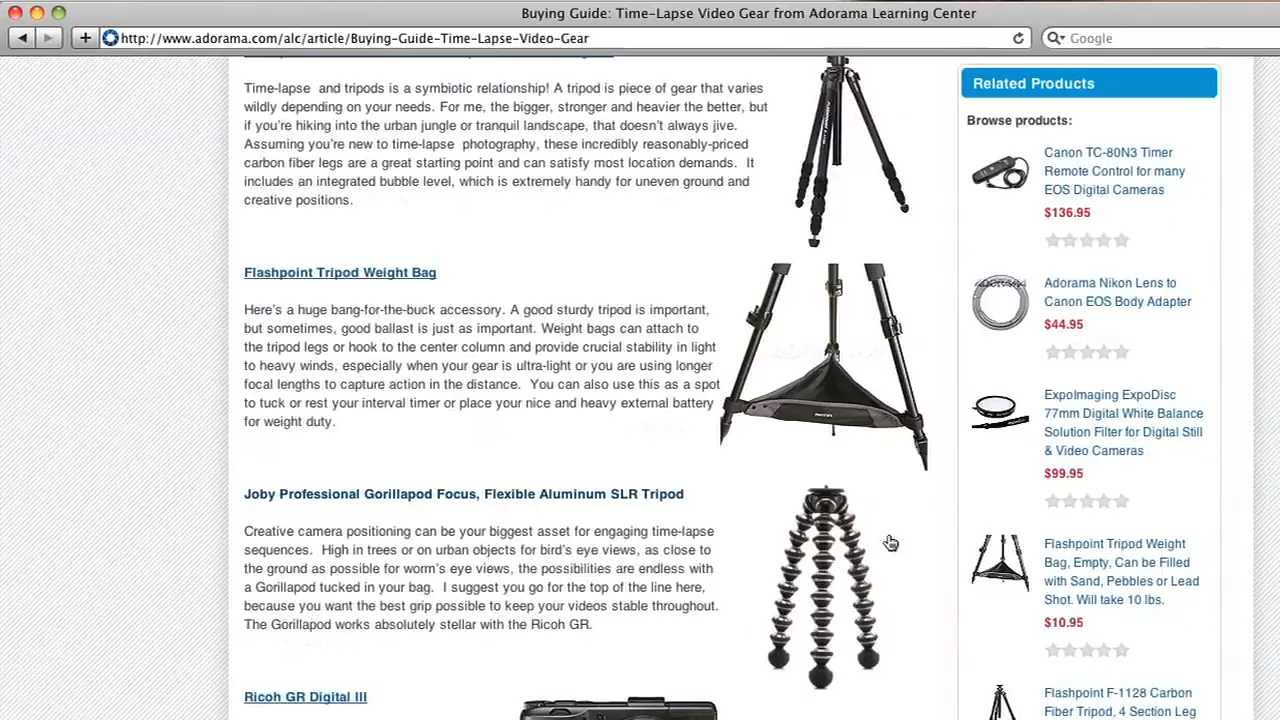 Buying Guide: Time-Lapse Video Gear from Adorama Learning Center
http://www.adorama.com/alc/article/Buying-Guide-Time-Lapse-Video-Gear
Google
Time-lapse and tripods is a symbiotic relationship! A tripod is piece of gear that varies
wildly depending on your needs. For me, the bigger, stronger and heavier the better, but
if you're hiking into the urban jungle or tranquil landscape, that doesn't always jive.
Assuming you're new to time-lapse photography, these incredibly reasonably-priced
carbon fiber legs are a great starting point and can satisfy most location demands. It
includes an integrated bubble level, which is extremely handy for uneven ground and
creative positions.
Flashpoint Tripod Weight Bag
Here's a huge bang-for-the-buck accessory. A good sturdy tripod is important,
but sometimes, good ballast is just as important. Weight bags can attach to
the tripod legs or hook to the center column and provide crucial stability in light
to heavy winds, especially when your gear is ultra-light or you are using longer
focal lengths to capture action in the distance. You can also use this as a spot
to tuck or rest your interval timer or place your nice and heavy external battery
for weight duty.
Joby Professional Gorillapod Focus, Flexible Aluminum SLR Tripod
Creative camera positioning can be your biggest asset for engaging time-lapse
sequences. High in trees or on urban objects for bird's eye views, as close to
the ground as possible for worm's eye views, the possibilities are endless with
a Gorillapod tucked in your bag. I suggest you go for the top of the line here,
because you want the best grip possible to keep your videos stable throughout.
The Gorillapod works absolutely stellar with the Ricoh GR.
Ricoh GR Digital III
Related Products
Browse products:
Canon TC-80N3 Timer
Remote Control for many
EOS Digital Cameras
$136.95
Adorama Nikon Lens to
Canon EOS Body Adapter
$44.95
ExpoImaging ExpoDisc
77mm Digital White Balance
Solution Filter for Digital Still
& Video Cameras
$99.95
Flashpoint Tripod Weight
Bag, Empty, Can be Filled
with Sand, Pebbles or Lead
Shot. Will take 10 lbs.
$10.95
Flashpoint F-1128 Carbon
Fiber Tripod, 4 Section Leg